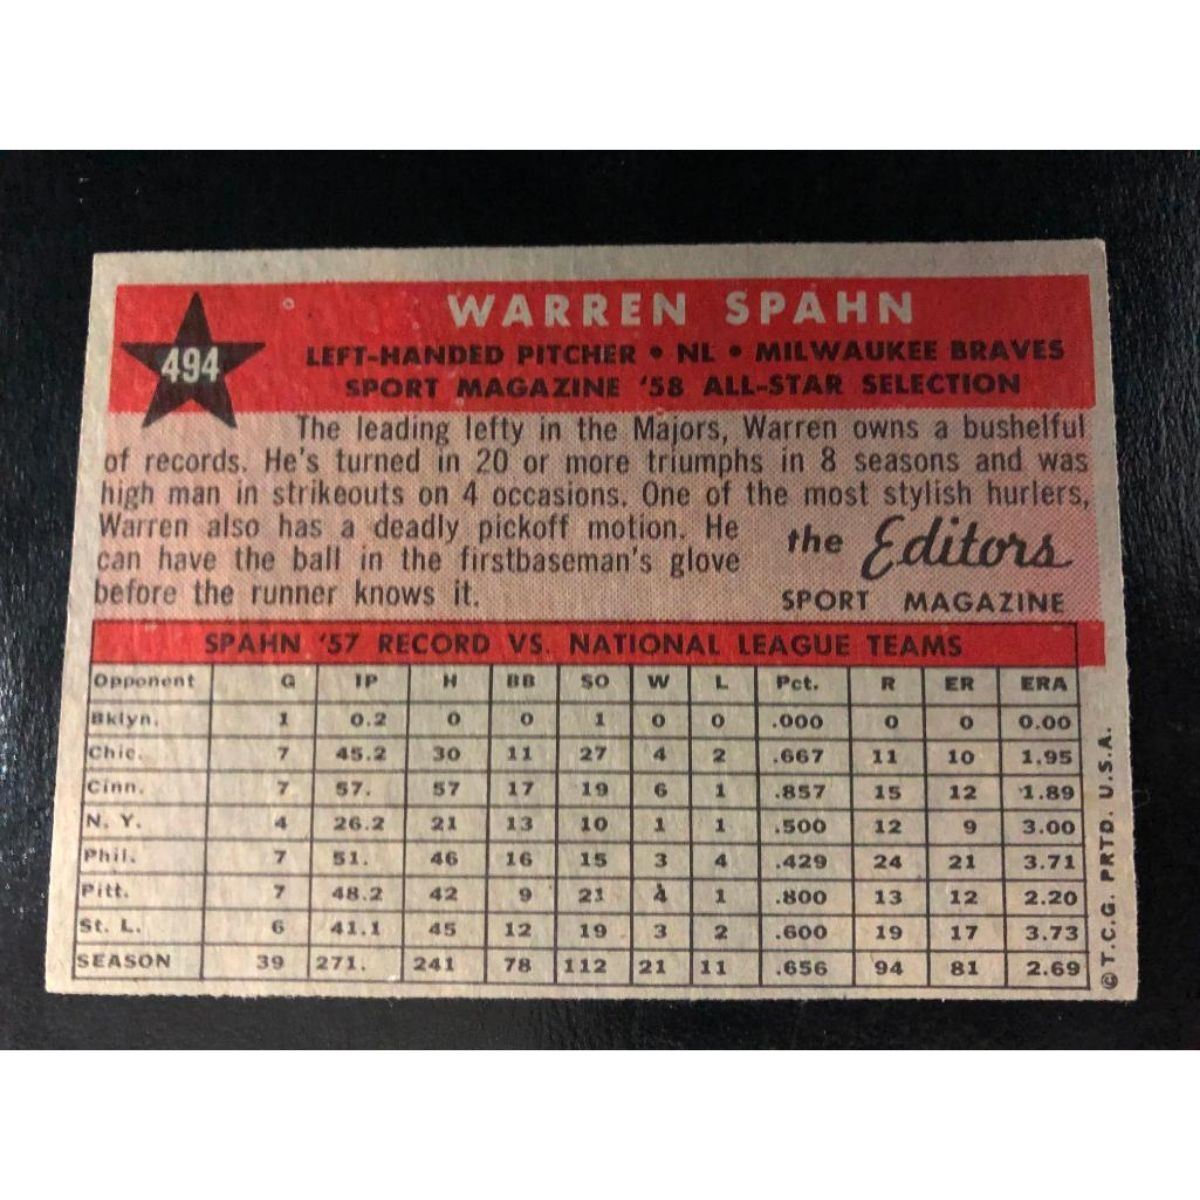 494
WARREN SPAHN
LEFT-HANDED PITCHER • NL • MILWAUKEE BRAVES
SPORT MAGAZINE '58 ALL-STAR SELECTION
The leading lefty in the Majors, Warren owns a bushelful
of records. He's turned in 20 or more triumphs in 8 seasons and was
high man in strikeouts on 4 occasions. One of the most stylish hurlers,
Warren also has a deadly pickoff motion. He
can have the ball in the firstbaseman's glove
before the runner knows it.
the Editors
SPORT MAGAZINE
SPAHN '57 RECORD VS. NATIONAL LEAGUE TEAMS
Opponent G IP H BB SO W L Pct. R ER ERA
Bklyn. 1 0.2 0 0 1 0 0 .000 0 0 0.00
Chic. 7 45.2 30 11 27 4 2 .667 11 10 1.95
Cinn. 7 57. 57 17 19 6 1 .857 15 12 1.89
N. Y. 4 26.2 21 13 10 1 1 .500 12 9 3.00
Phil. 7 51. 46 16 15 3 4 .429 24 21 3.71
Pitt. 7 48.2 42 9 21 4 1 .800 13 12 2.20
St. L. 6 41.1 45 12 19 3 2 .600 19 17 3.73
SEASON 39 271. 241 78 112 21 11 .656 94 81 2.69
© T.C.G. PRTD. U.S.A.